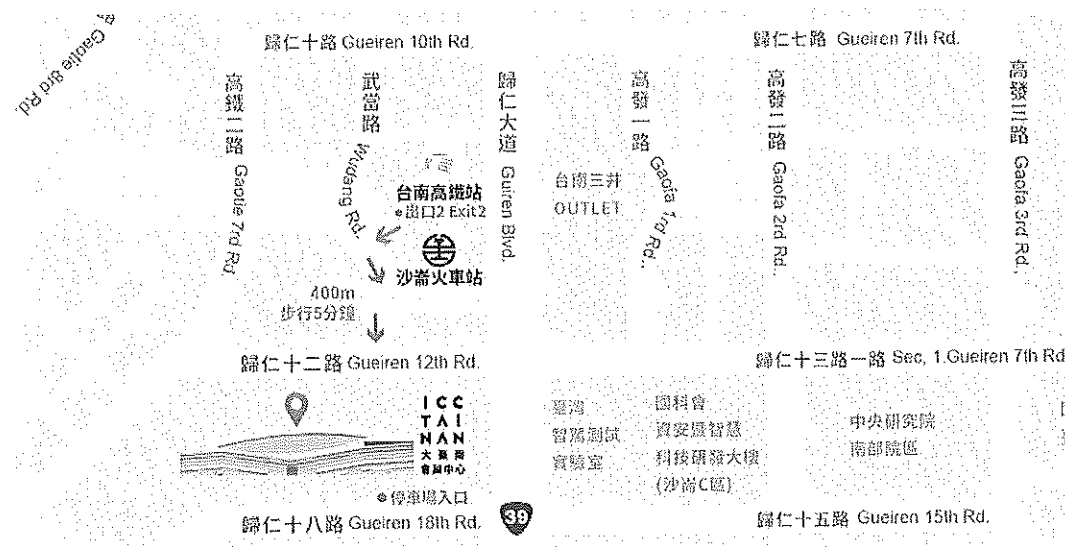 Gaotie 8rd Rd.
歸仁十路 Gueiren 10th Rd.
歸仁七路 Gueiren 7th Rd.
高鐵二路 Gaotie 7rd Rd.
武當路 Wudang Rd.
歸仁大道 Guiren Blvd.
高發一路 Gaofa 1rd Rd..
高發二路 Gaofa 2rd Rd.
高發三路 Gaofa 3rd Rd.,
台南高鐵站
出口2 Exit2
沙崙火車站
台南三井
OUTLET
400m
步行5分鐘
歸仁十二路 Gueiren 12th Rd.
歸仁十三路一路 Sec, 1.Gueiren 7th Rd
ICC
TAI
NAN
大臺南
會展中心
臺灣
智駕測試
實驗室
國科會
資安暨智慧
科技研發大樓
(沙崙C區)
中央研究院
南部院區
停車場入口
歸仁十八路 Gueiren 18th Rd.
39
歸仁十五路 Gueiren 15th Rd.